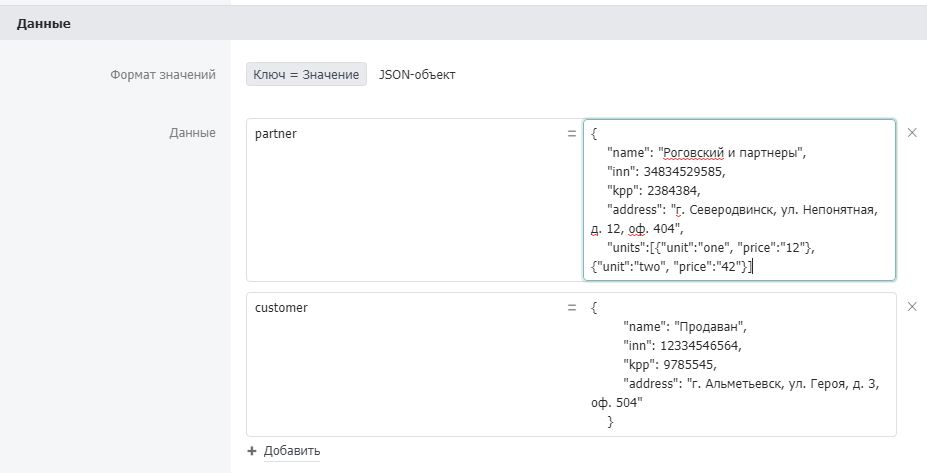 Данные
Формат значений
Ключ = Значение JSON-объект
Данные
partner
=
{
"name": "Роговский и партнеры",
"inn": 34834529585,
"kpp": 2384384,
"address": "г. Северодвинск, ул. Непонятная,
д. 12, оф. 404",
"units":[{"unit":"one", "price":"12"},
{"unit":"two", "price":"42"}]
customer
=
{
"name": "Продаван",
"inn": 12334546564,
"kpp": 9785545,
"address": "г. Альметьевск, ул. Героя, д. 3,
оф. 504"
}
+ Добавить